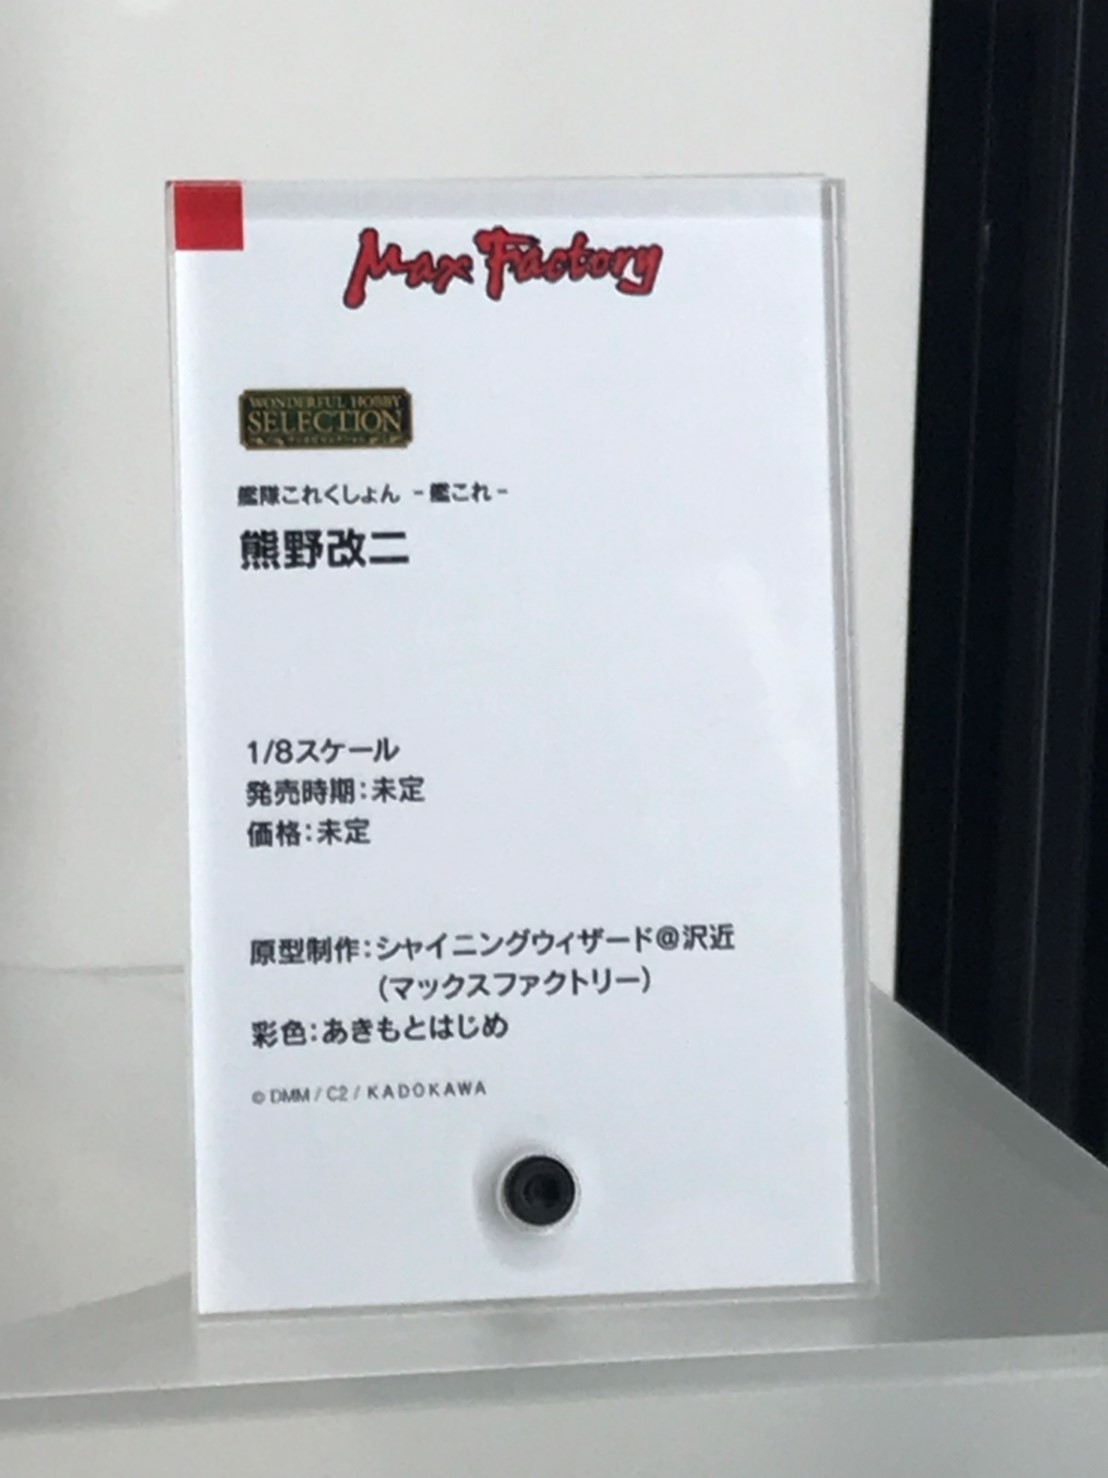 Max Factory
WONDERFUL HOBBY
SELECTION
艦隊これくしょん -艦これ-
熊野改二
1/8スケール
発売時期:未定
価格:未定
原型制作:シャイニングウィザード@沢近
(マックスファクトリー)
彩色:あきもとはじめ
© DMM / C2 / KADOKAWA